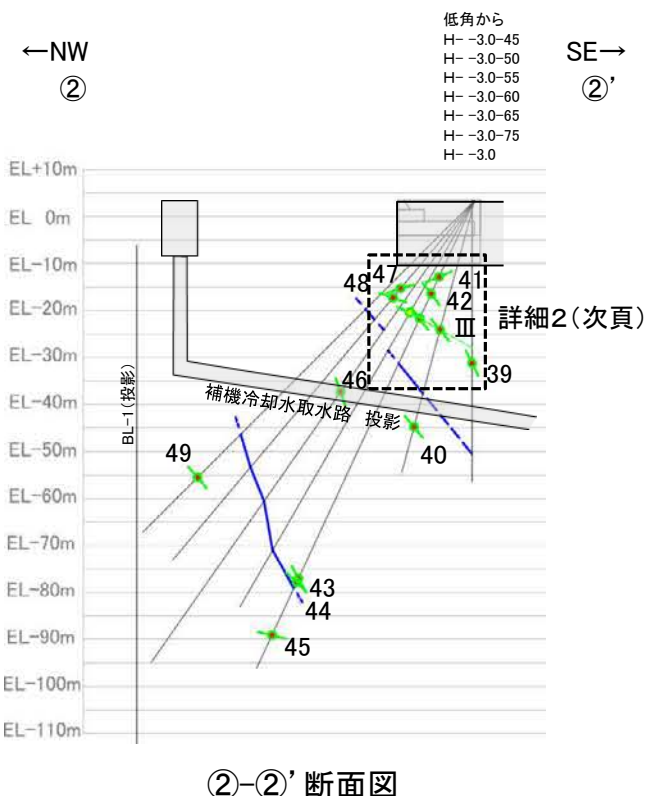 低角から
H- -3.0-45
H- -3.0-50
H- -3.0-55
H- -3.0-60
H- -3.0-65
H- -3.0-75
H- -3.0
←NW
②
SE→
②'
EL+10m
EL 0m
EL-10m
EL-20m
EL-30m
EL-40m
EL-50m
EL-60m
EL-70m
EL-80m
EL-90m
EL-100m
EL-110m
BL-1(投影)
48
47
41
42
Ⅲ
詳細2(次頁)
39
46
補機冷却水取水路 投影
40
49
43
44
45
②-②'断面図